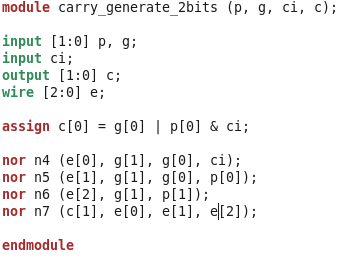 module carry_generate_2bits (p, g, ci, c);
input [1:0] p, g;
input ci;
output [1:0] c;
wire [2:0] e;
assign c[0] = g[0] | p[0] & ci;
nor n4 (e[0], g[1], g[0], ci);
nor n5 (e[1], g[1], g[0], p[0]);
nor n6 (e[2], g[1], p[1]);
nor n7 (c[1], e[0], e[1], e[2]);
endmodule